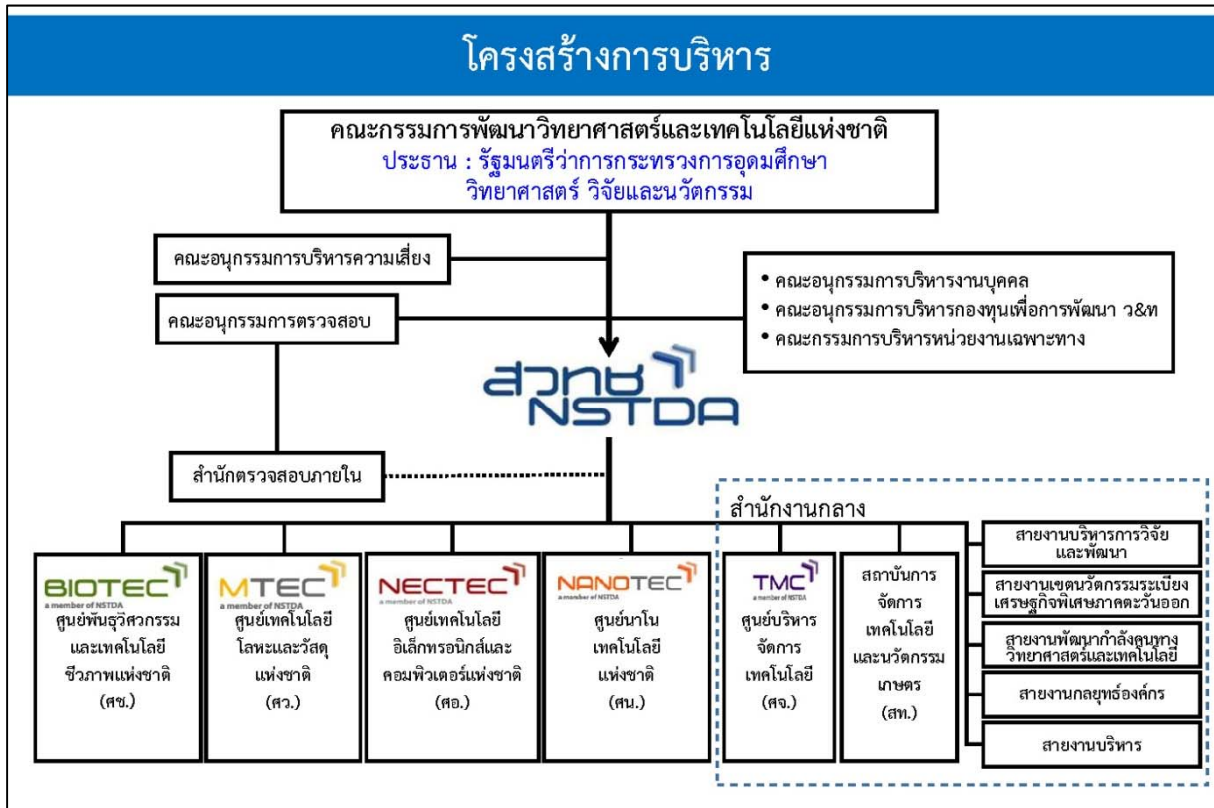 โครงสร้างการบริหาร
คณะกรรมการพัฒนาวิทยาศาสตร์และเทคโนโลยีแห่งชาติ
ประธาน : รัฐมนตรีว่าการกระทรวงการอุดมศึกษา
วิทยาศาสตร์ วิจัยและนวัตกรรม
คณะอนุกรรมการบริหารความเสี่ยง
คณะอนุกรรมการตรวจสอบ
• คณะอนุกรรมการบริหารงานบุคคล
• คณะอนุกรรมการบริหารกองทุนเพื่อการพัฒนา ว&ท
• คณะกรรมการบริหารหน่วยงานเฉพาะทาง
สวทช
NSTDA
สำนักตรวจสอบภายใน
สำนักงานกลาง
BIOTEC
a member of NSTDA
ศูนย์พันธุวิศวกรรม
และเทคโนโลยี
ชีวภาพแห่งชาติ
(ศช.)
MTEC
a member of NSTDA
ศูนย์เทคโนโลยี
โลหะและวัสดุ
แห่งชาติ
(ศว.)
NECTEC
a member of NSTDA
ศูนย์เทคโนโลยี
อิเล็กทรอนิกส์และ
คอมพิวเตอร์แห่งชาติ
(ศอ.)
NANOTEC
a member of NSTDA
ศูนย์นาโน
เทคโนโลยี
แห่งชาติ
(ศน.)
TMC
a member of NSTDA
ศูนย์บริหาร
จัดการ
เทคโนโลยี
(ศจ.)
สถาบันการ
จัดการ
เทคโนโลยี
และนวัตกรรม
เกษตร
(สท.)
สายงานบริหารการวิจัย
และพัฒนา
สายงานเขตนวัตกรรมระเบียง
เศรษฐกิจพิเศษภาคตะวันออก
สายงานพัฒนากำลังคนทาง
วิทยาศาสตร์และเทคโนโลยี
สายงานกลยุทธ์องค์กร
สายงานบริหาร